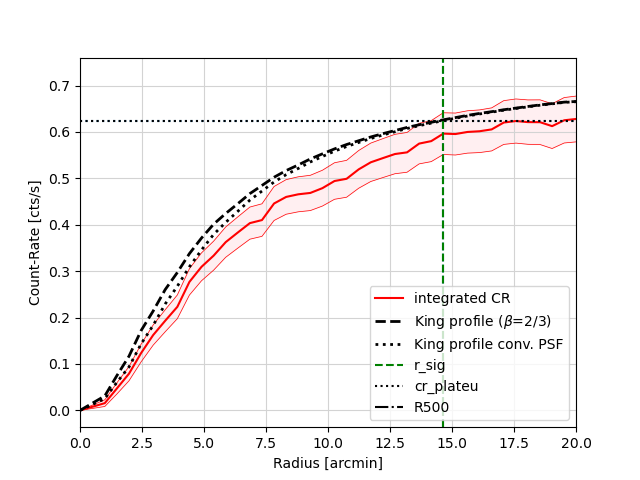 0.7
0.6
0.5
0.4
0.3
0.2
0.1
0.0
Count-Rate [cts/s]
integrated CR
King profile (β=2/3)
King profile conv. PSF
r_sig
cr_plateu
R500
0.0 2.5 5.0 7.5 10.0 12.5 15.0 17.5 20.0
Radius [arcmin]